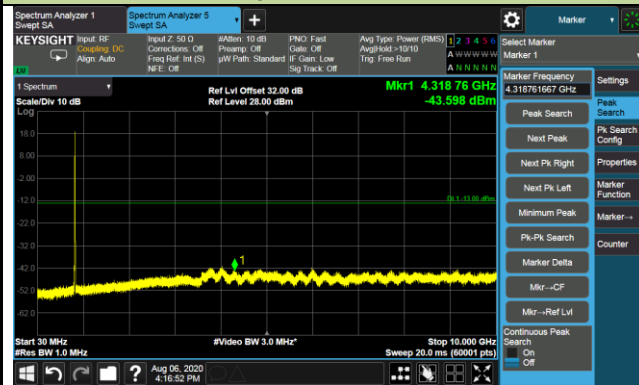 Spectrum Analyzer 1
Swept SA
Spectrum Analyzer 5
Swept SA
Marker
KEYSIGHT
Input: RF
Coupling: DC
Align: Auto
Input Z: 50 Ω
Corrections: Off
Freq Ref: Int (S)
NFE: Off
#Atten: 10 dB
Preamp: Off
µW Path: Standard
PNO: Fast
Gate: Off
IF Gain: Low
Sig Track: Off
Avg Type: Power (RMS)
Avg|Hold:>10/10
Trig: Free Run
1 2 3 4 5 6
A W W W W W
A N N N N N
Select Marker
Marker 1
LNI
1 Spectrum
Scale/Div 10 dB
Log
Ref Lvl Offset 32.00 dB
Ref Level 28.00 dBm
Mkr1 4.318 76 GHz
-43.598 dBm
Marker Frequency
4.318761667 GHz
Settings
Peak Search
Next Peak
Next Pk Right
Next Pk Left
Minimum Peak
Pk-Pk Search
Marker Delta
Mkr→CF
Mkr→Ref Lvl
Continuous Peak
Search
On
Off
Peak
Search
Pk Search
Config
Properties
Marker
Function
Marker→
Counter
18.0
8.00
-2.00
-12.0
-22.0
-32.0
-42.0
-52.0
-62.0
DL1 -13.00 dBm
1
Start 30 MHz
#Res BW 1.0 MHz
#Video BW 3.0 MHz*
Stop 10.000 GHz
Sweep 20.0 ms (60001 pts)
?
Aug 06, 2020
4:16:52 PM